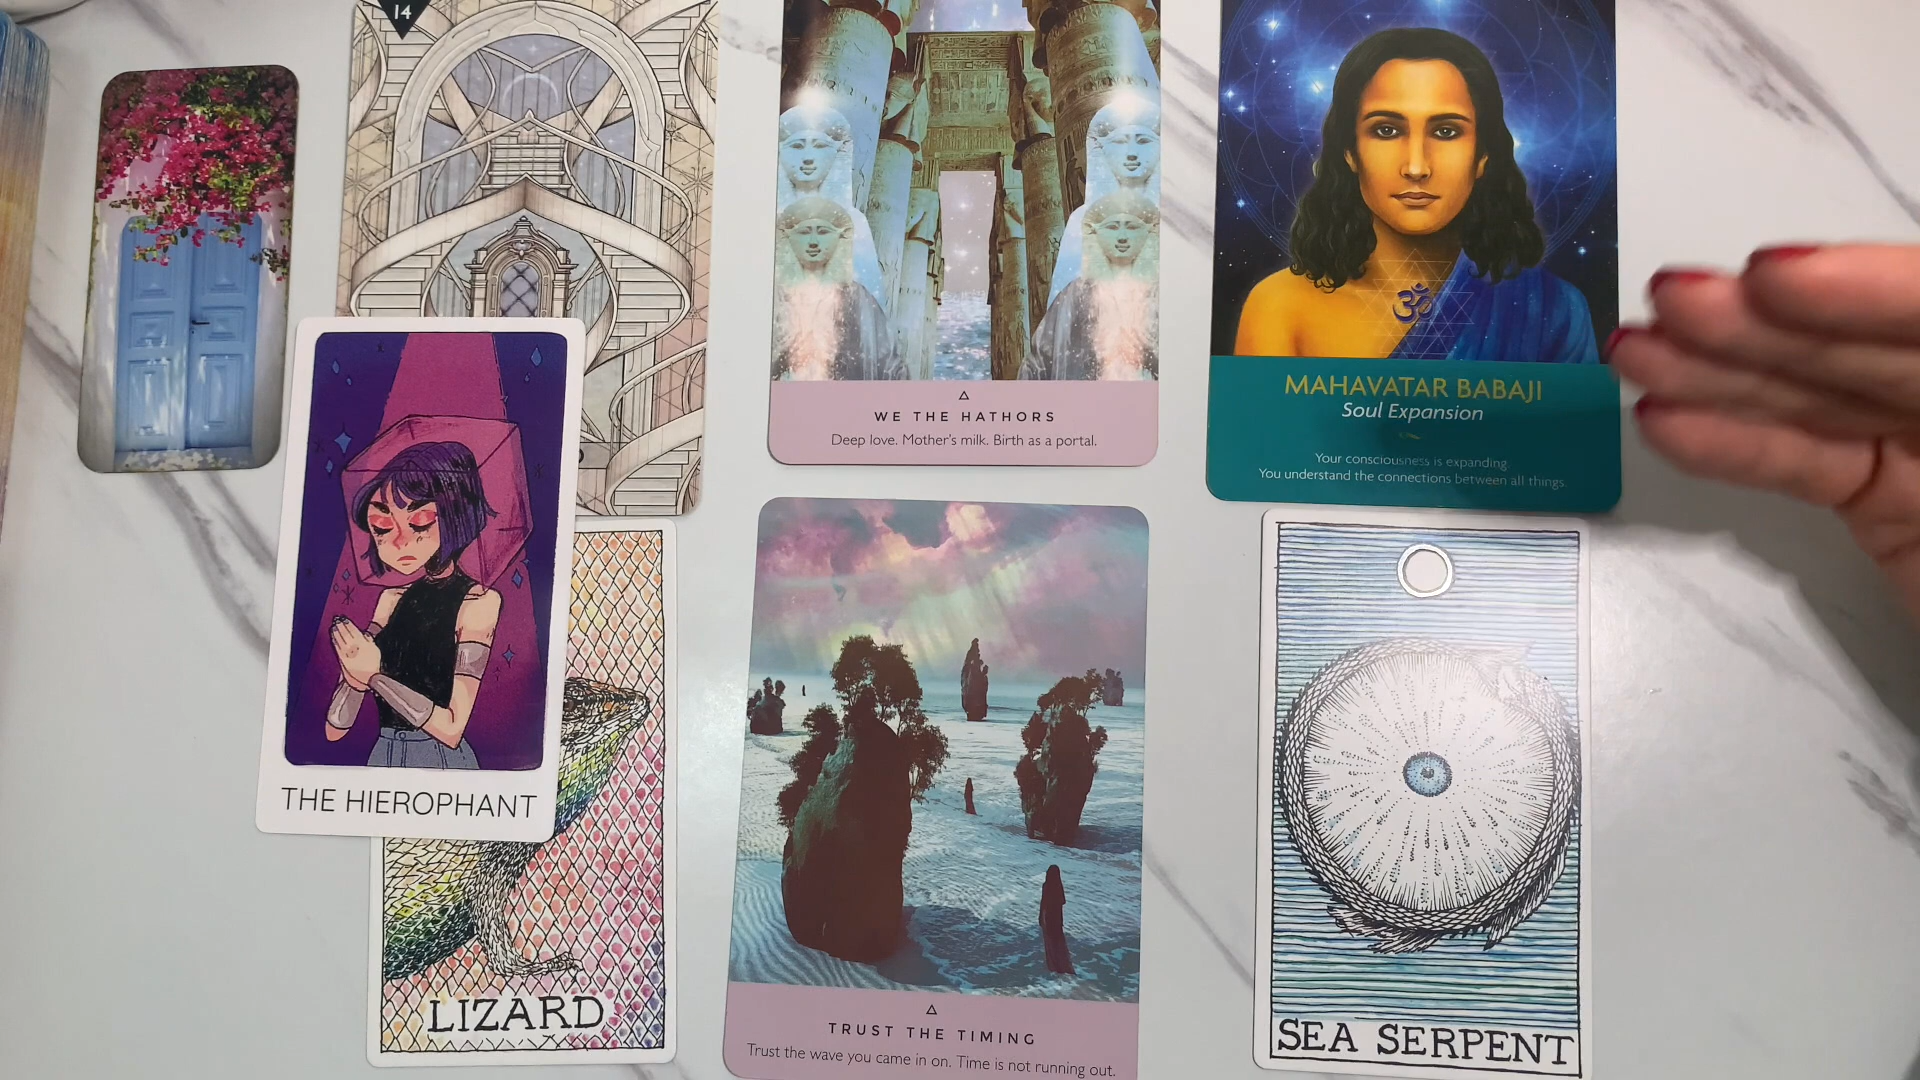 14
△
WE THE HATHORS
Deep love. Mother's milk. Birth as a portal.
MAHAVATAR BABAJI
Soul Expansion
Your consciousness is expanding.
You understand the connections between all things.
ॐ
THE HIEROPHANT
LIZARD
△
TRUST THE TIMING
Trust the wave you came in on. Time is not running out.
SEA SERPENT